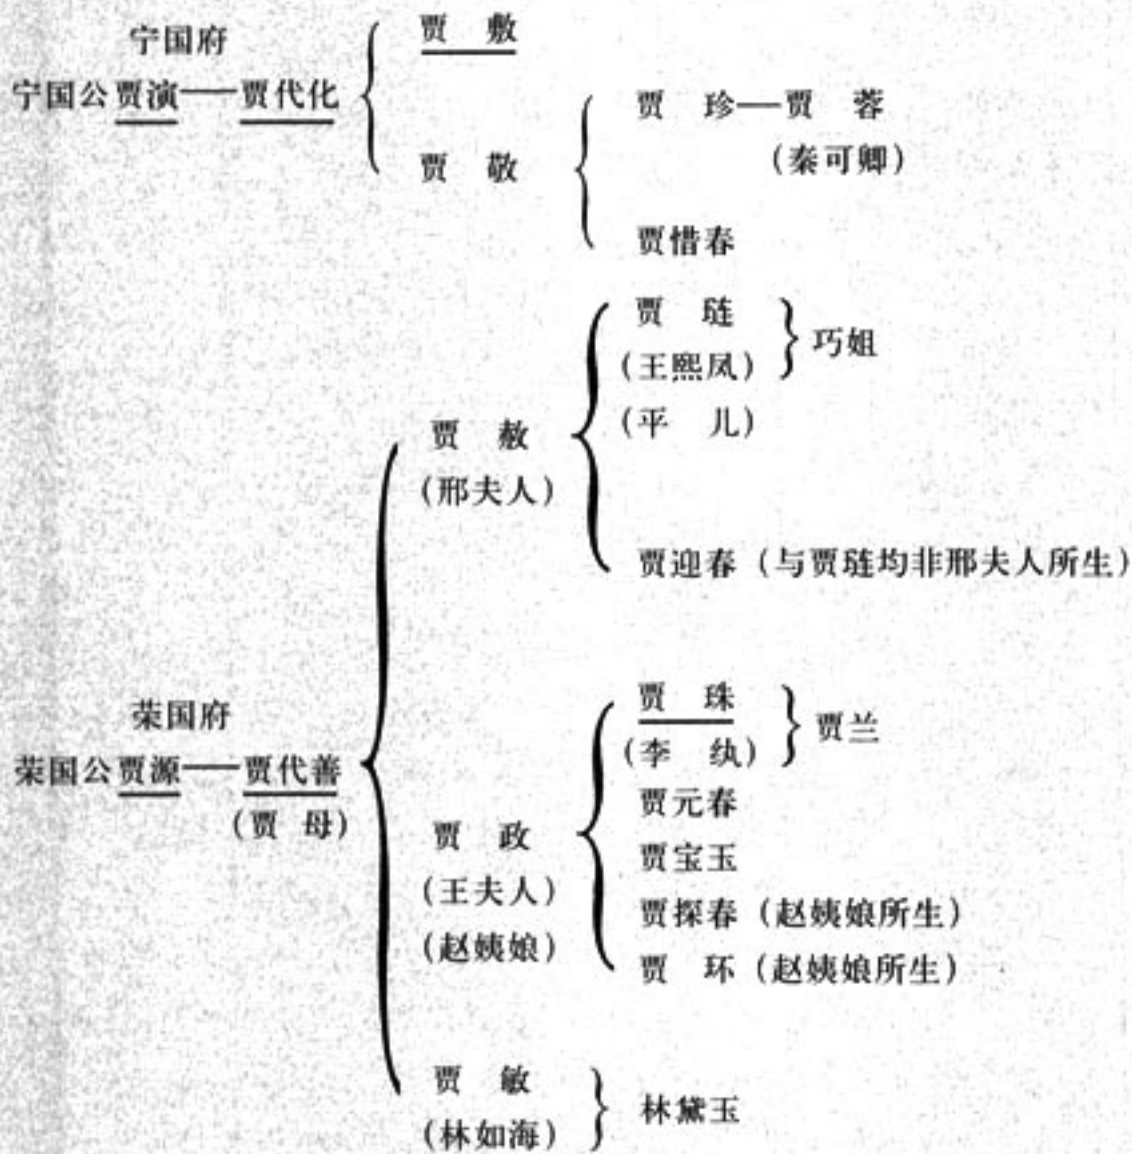 宁国府
宁国公贾演——贾代化
贾 敷
贾 敬
贾 珍——贾 蓉
(秦可卿)
贾惜春
荣国府
荣国公贾源——贾代善
(贾 母)
贾 赦
(邢夫人)
贾 琏
(王熙凤)
(平 儿)
巧姐
贾迎春(与贾琏均非邢夫人所生)
贾 政
(王夫人)
(赵姨娘)
贾 珠
(李 纨)
贾兰
贾元春
贾宝玉
贾探春(赵姨娘所生)
贾 环(赵姨娘所生)
贾 敏
(林如海)
林黛玉